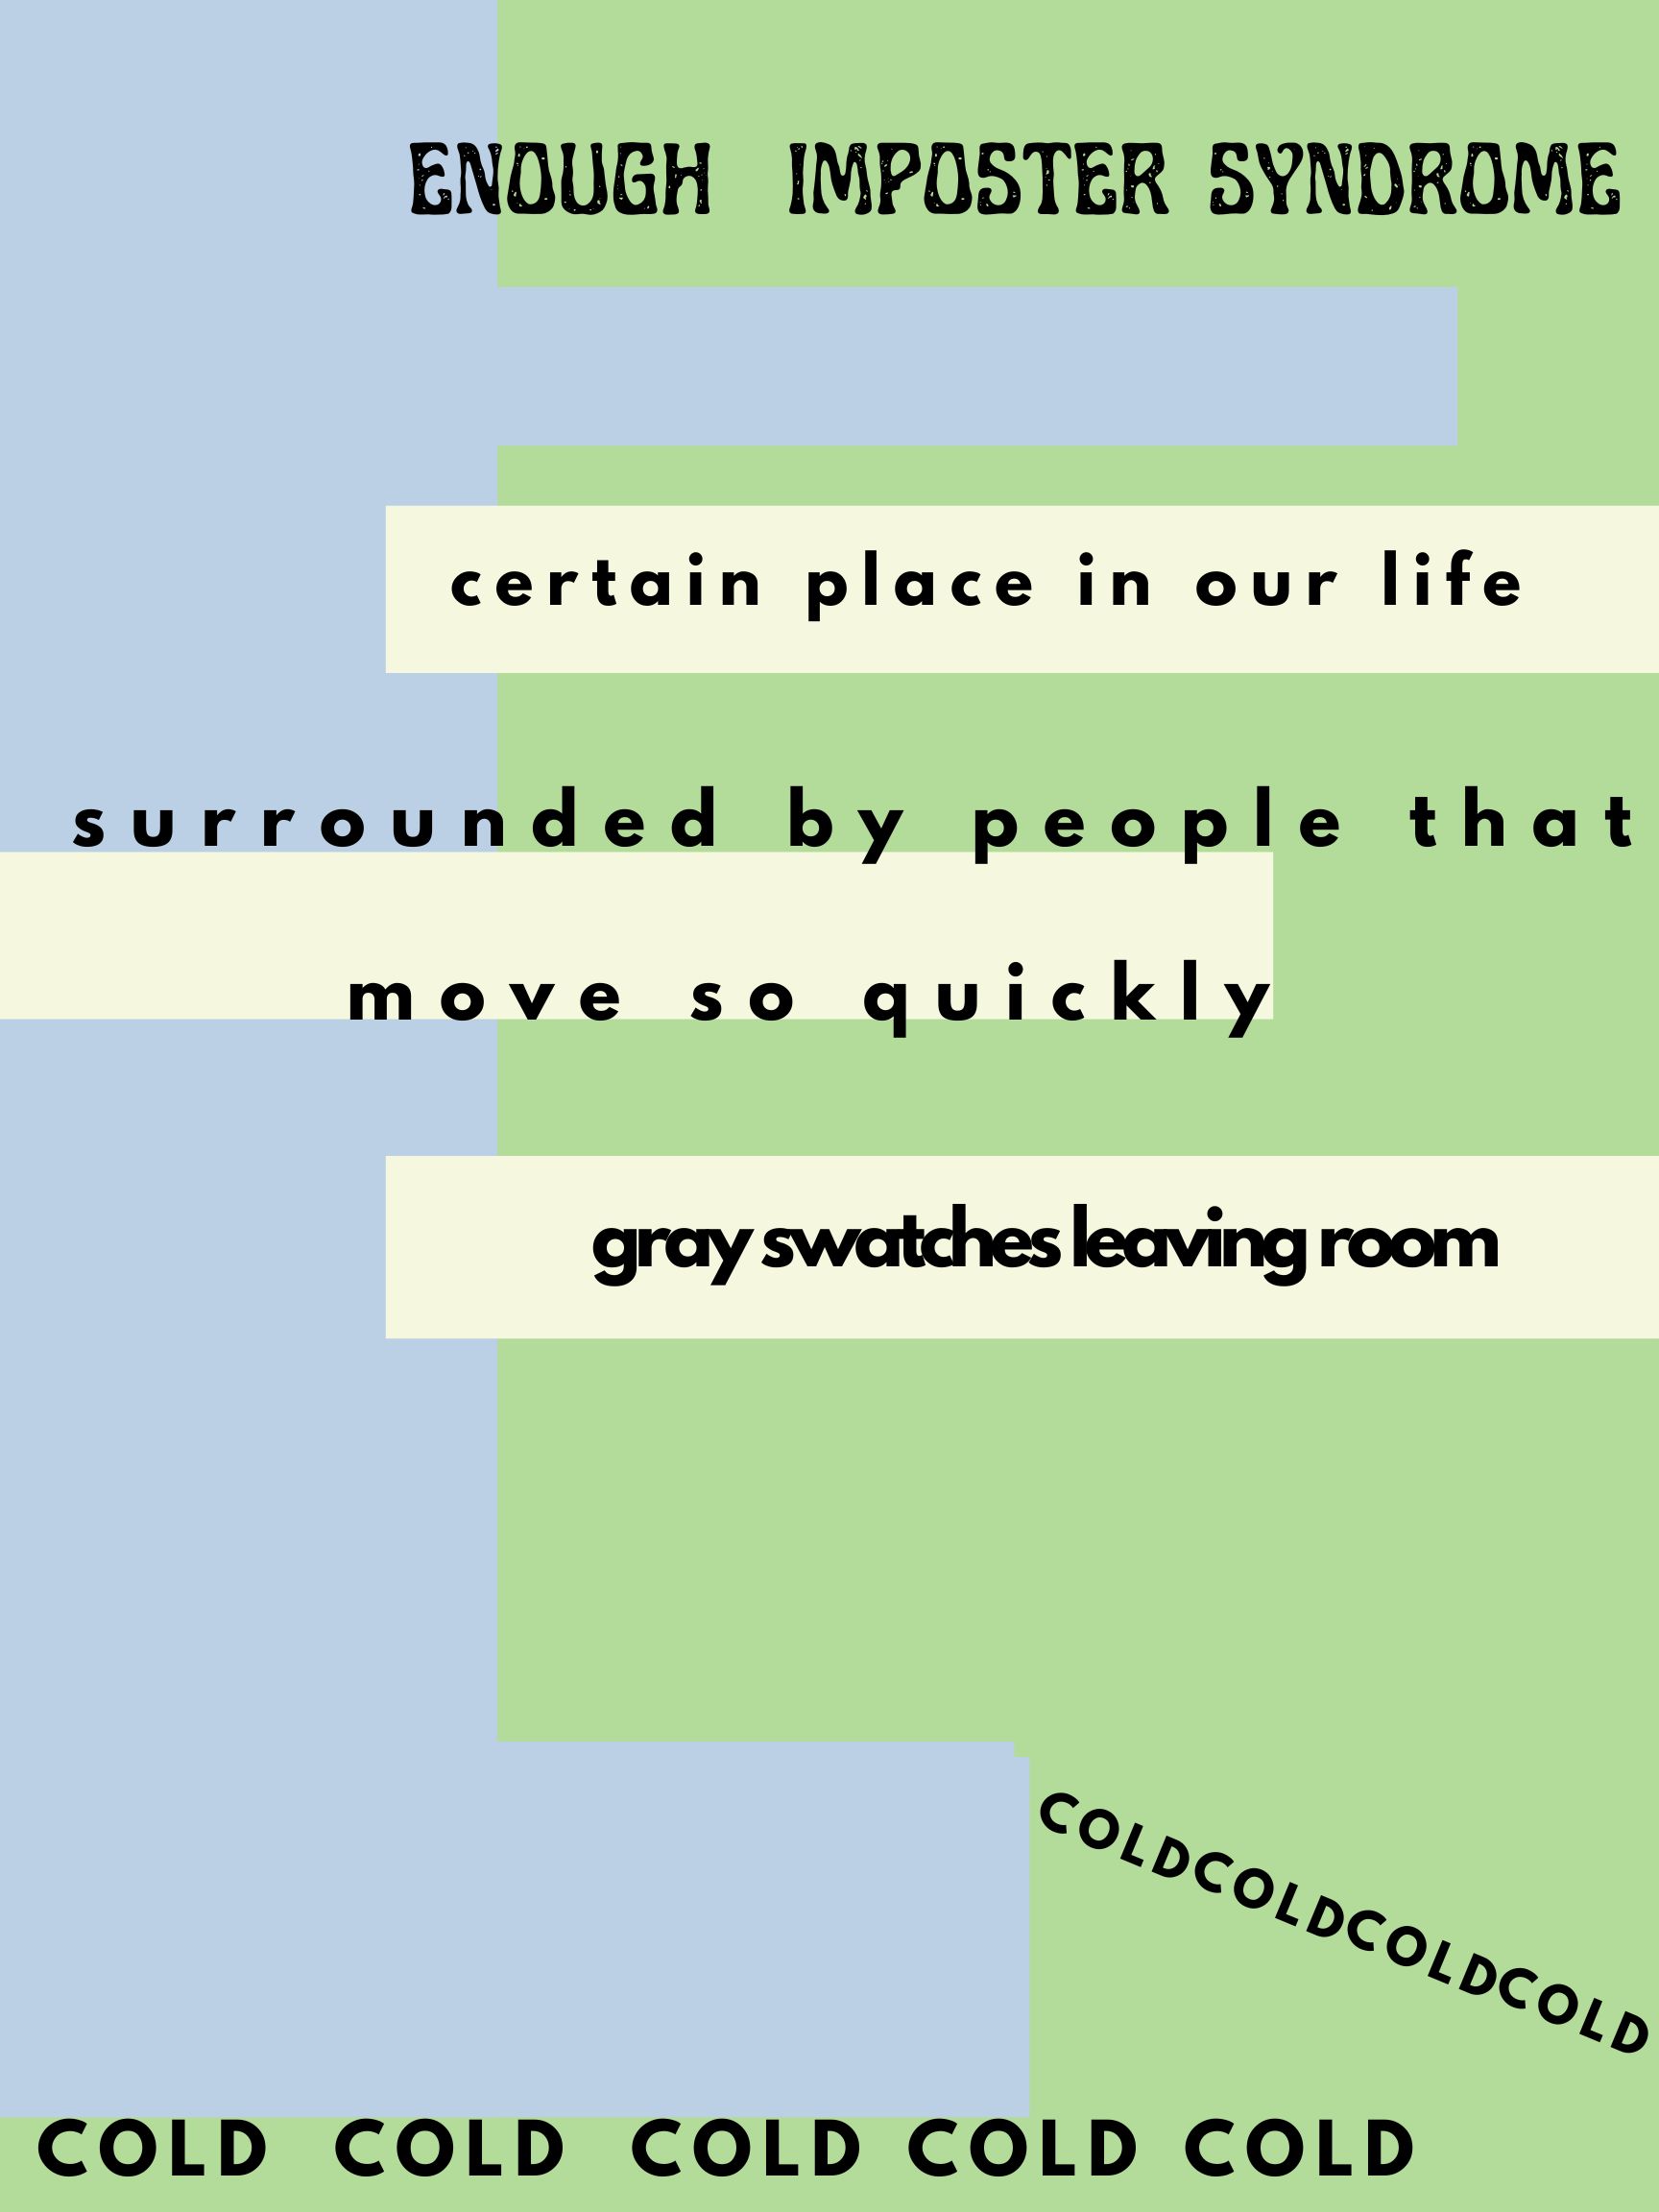 ENOUGH IMPOSTER SYNDROME
certain place in our life
surrounded by people that
move so quickly
gray swatches leaving room
COLDCOLDCOLDCOLD
COLD COLD COLD COLD COLD